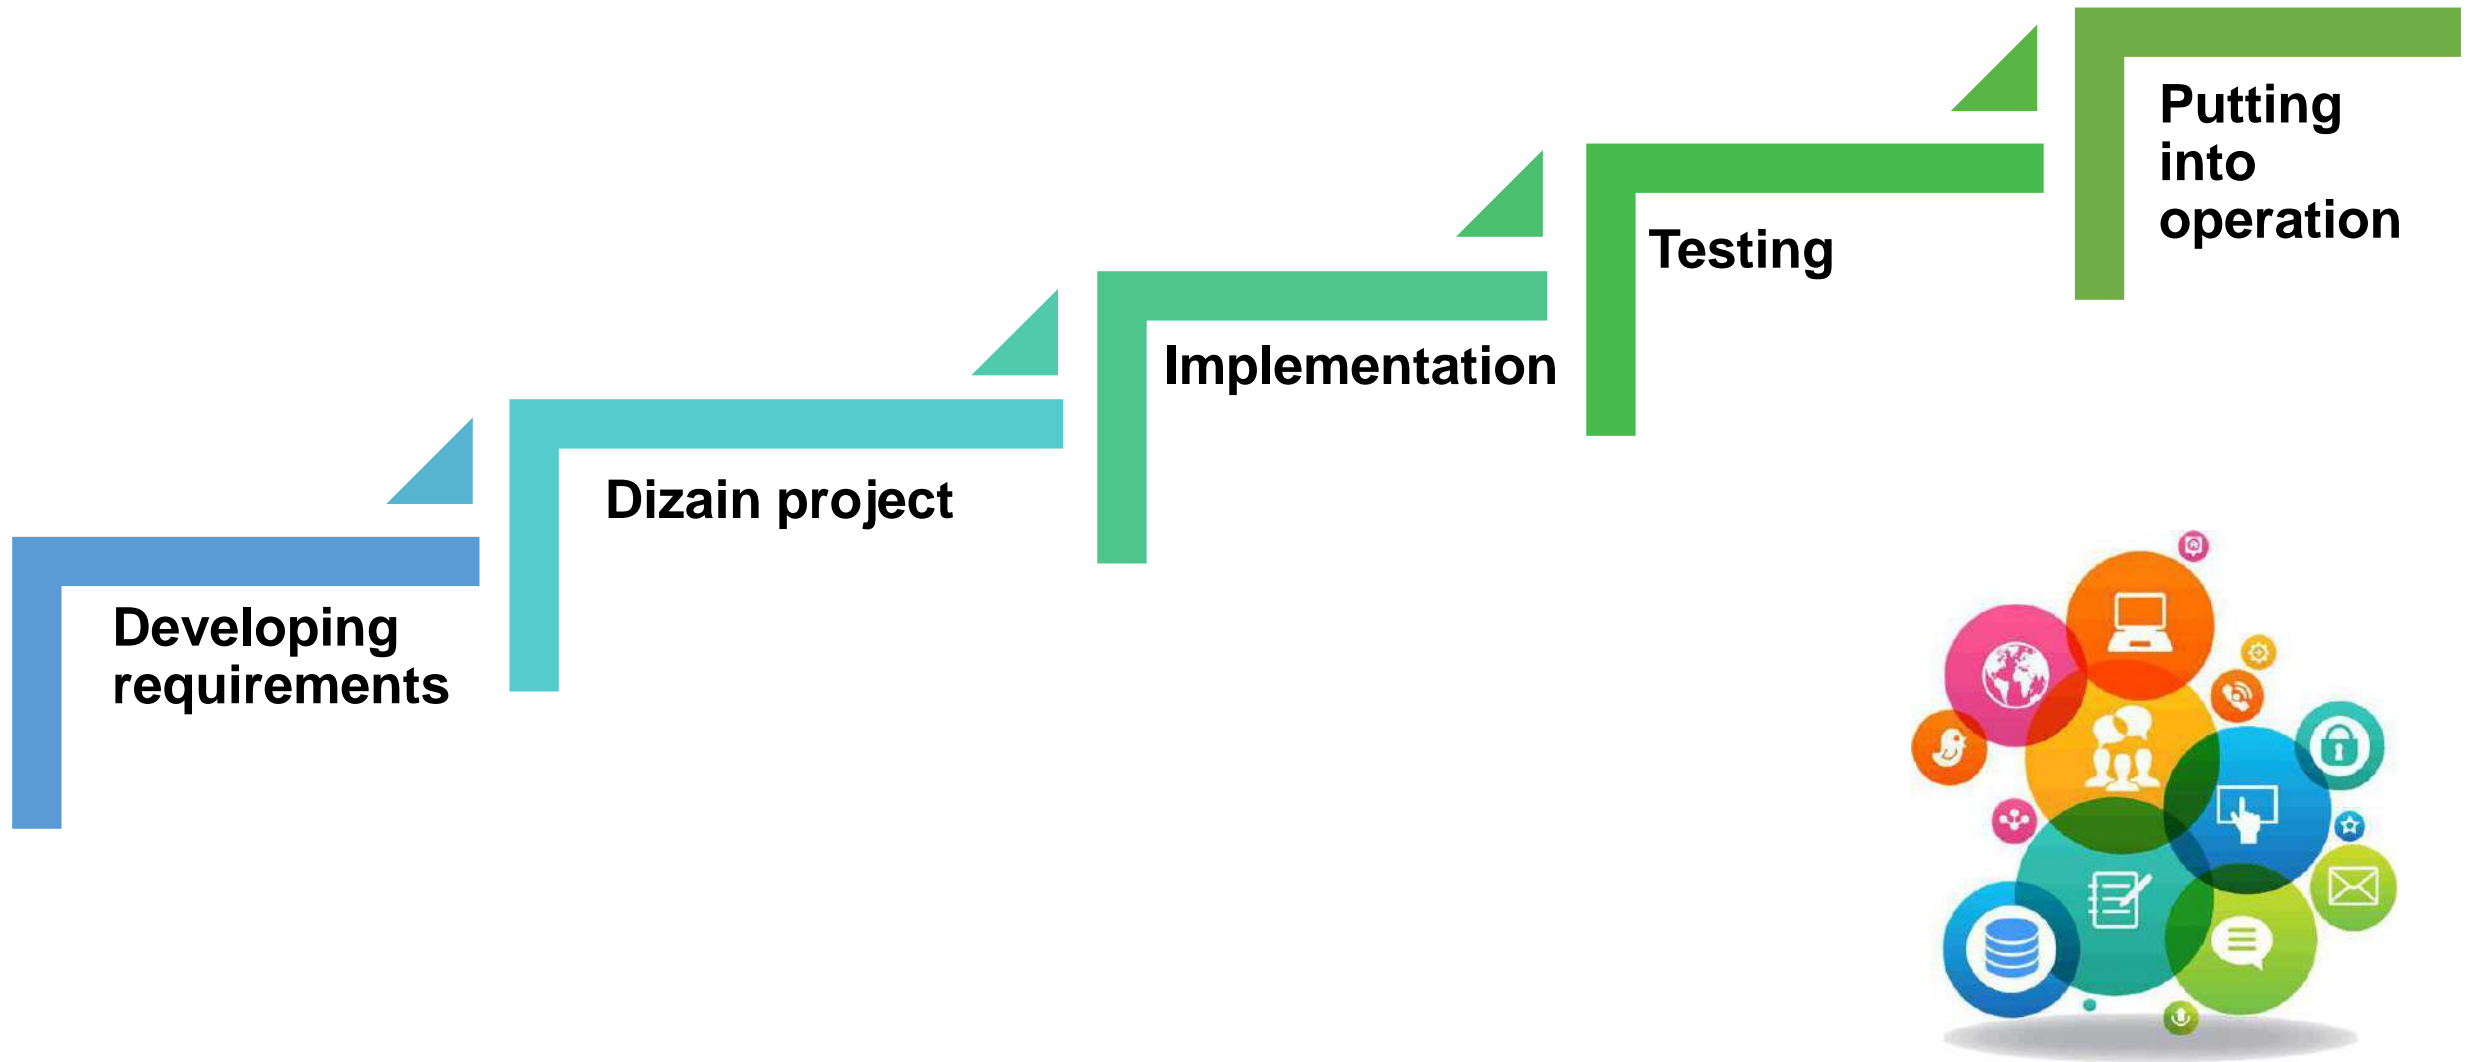 Developing
requirements
Dizain project
Implementation
Testing
Putting
into
operation